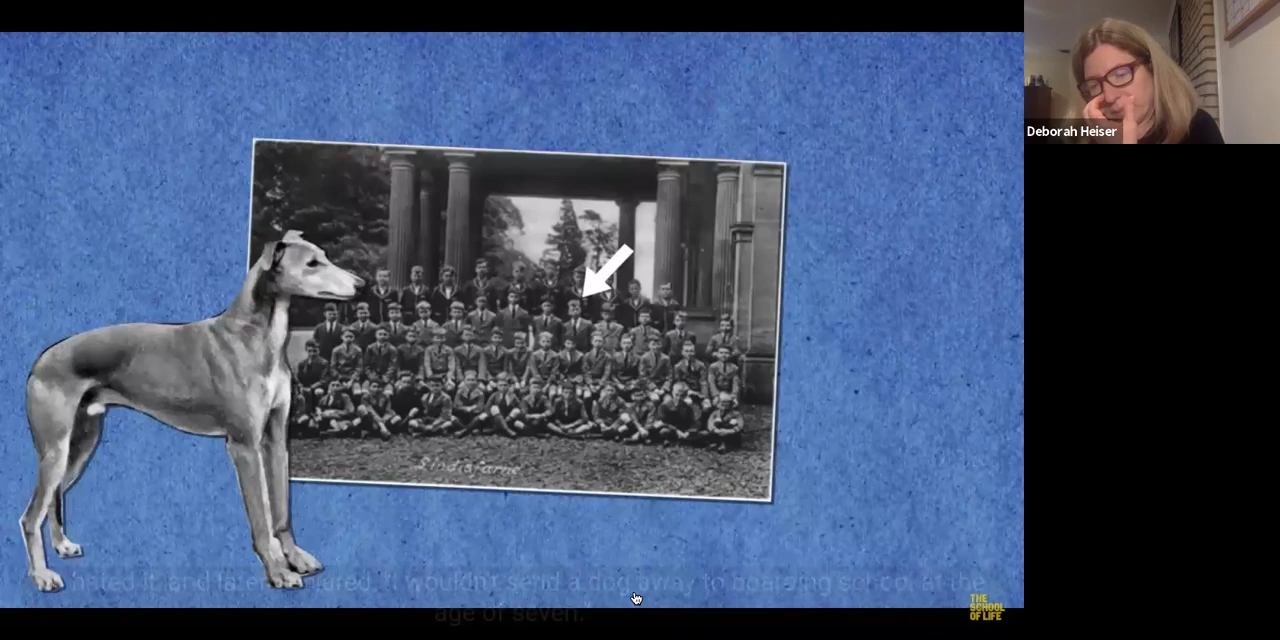 Deborah Heiser
Lindisfarne
hated it, and later wouldn't send a dog away to boarding school at the
age of seven."
THE
SCHOOL
OF LIFE